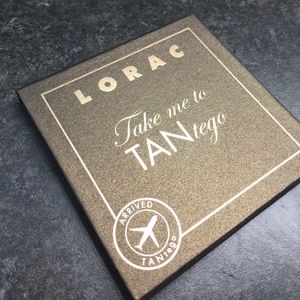 LORAC
Take me to
TANtego
ARRIVED
TANtego